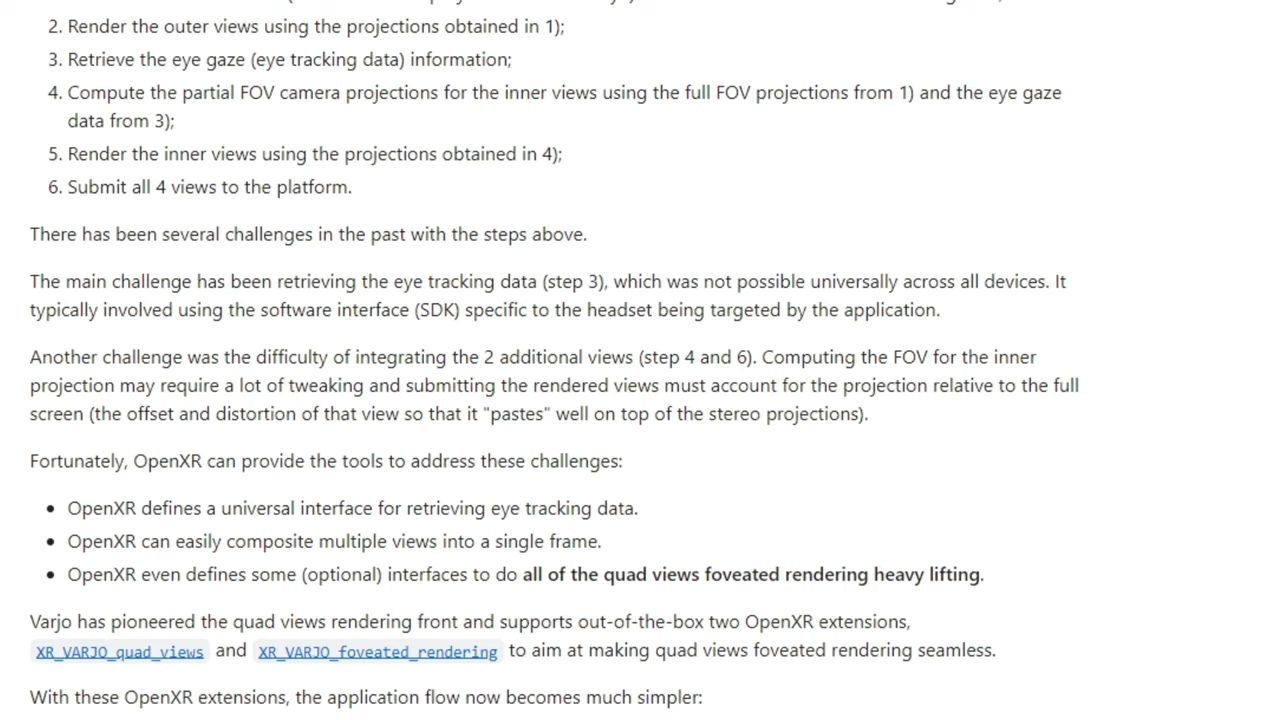 2. Render the outer views using the projections obtained in 1);
3. Retrieve the eye gaze (eye tracking data) information;
4. Compute the partial FOV camera projections for the inner views using the full FOV projections from 1) and the eye gaze
data from 3);
5. Render the inner views using the projections obtained in 4);
6. Submit all 4 views to the platform.
There has been several challenges in the past with the steps above.
The main challenge has been retrieving the eye tracking data (step 3), which was not possible universally across all devices. It
typically involved using the software interface (SDK) specific to the headset being targeted by the application.
Another challenge was the difficulty of integrating the 2 additional views (step 4 and 6). Computing the FOV for the inner
projection may require a lot of tweaking and submitting the rendered views must account for the projection relative to the full
screen (the offset and distortion of that view so that it "pastes" well on top of the stereo projections).
Fortunately, OpenXR can provide the tools to address these challenges:
• OpenXR defines a universal interface for retrieving eye tracking data.
• OpenXR can easily composite multiple views into a single frame.
• OpenXR even defines some (optional) interfaces to do all of the quad views foveated rendering heavy lifting.
Varjo has pioneered the quad views rendering front and supports out-of-the-box two OpenXR extensions,
XR_VARJO_quad_views and XR_VARJO_foveated_rendering to aim at making quad views foveated rendering seamless.
With these OpenXR extensions, the application flow now becomes much simpler: